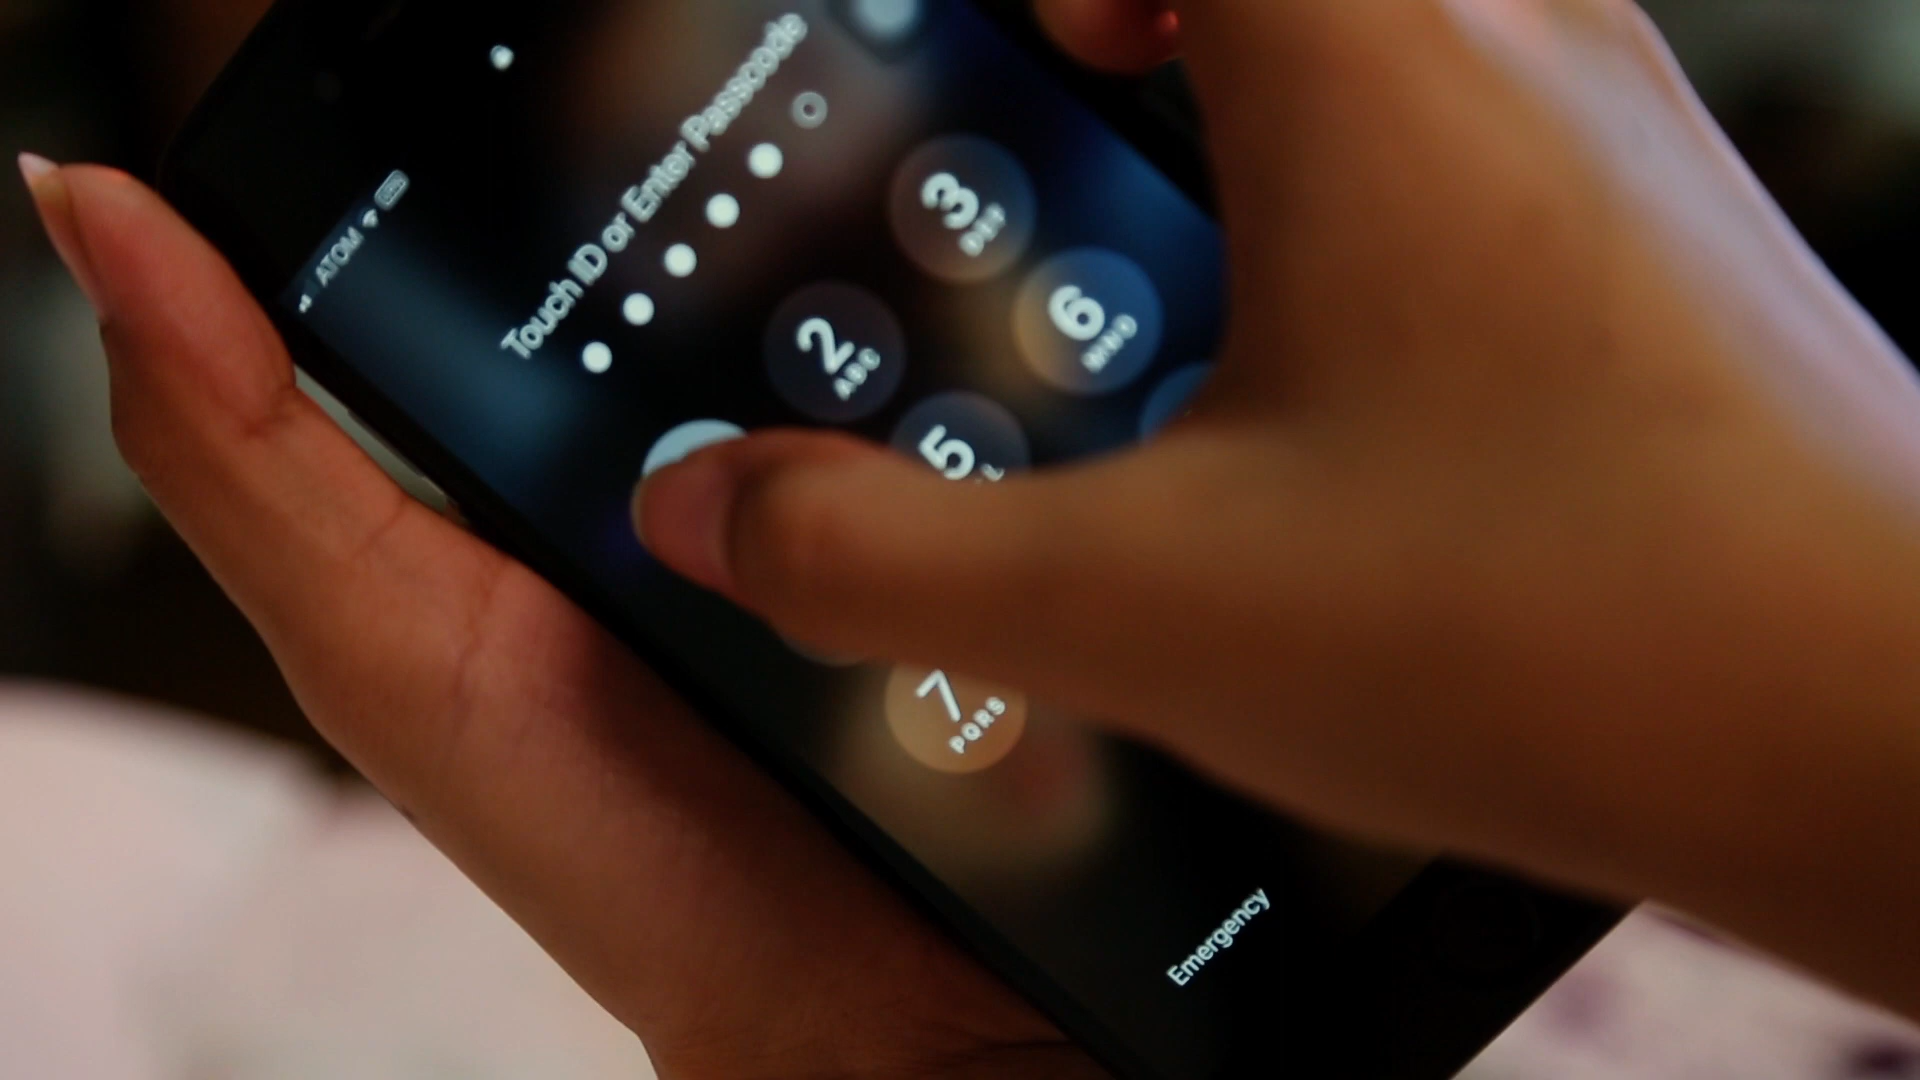 ATOM
Touch ID or Enter Passcode
2
ABC
3
DEF
5
6
MNO
7
PQRS
Emergency